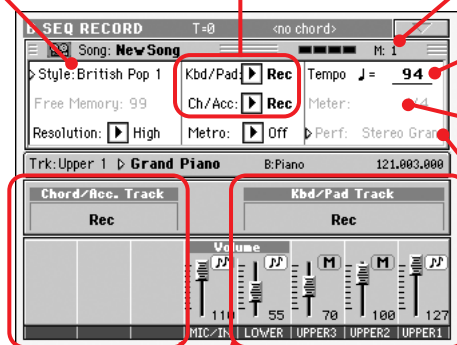 SEQ RECORD T=0 <no chord>
Song: New Song M: 1
Style: British Pop 1 Kbd/Pad: Rec Tempo ♩= 94
Free Memory: 99 Ch/Acc: Rec Meter: /4
Resolution: High Metro: Off Perf: Stereo Gran
Trk: Upper 1 Grand Piano B:Piano 121.003.000
Chord/Acc. Track Kbd/Pad Track
Rec Rec
Volume
M M
110 55 70 100 127
MIC/IN LOWER UPPER3 UPPER2 UPPER1